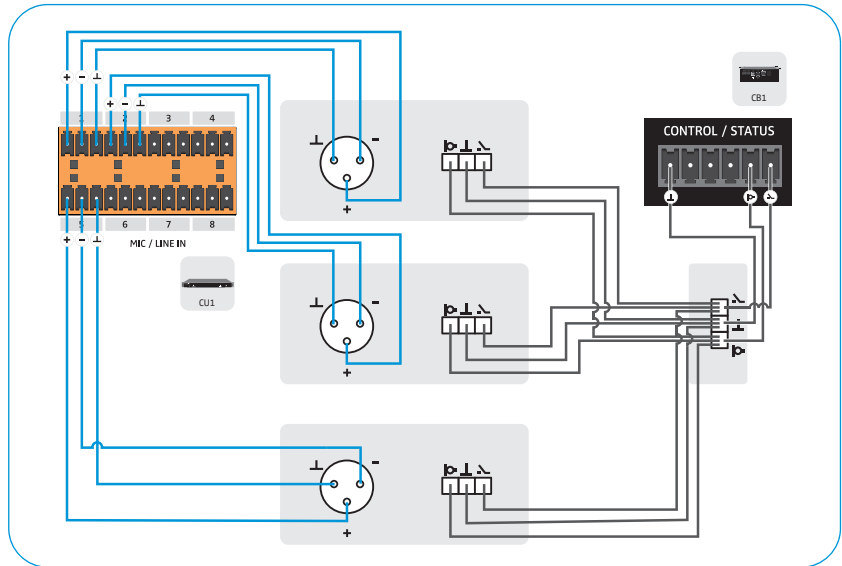 + - ⊥
+ - ⊥
1 2 3 4
5 6 7 8
+ - ⊥
MIC / LINE IN
CU1
⊥ -
+
⊥ -
+
⊥ -
+
CB1
CONTROL / STATUS